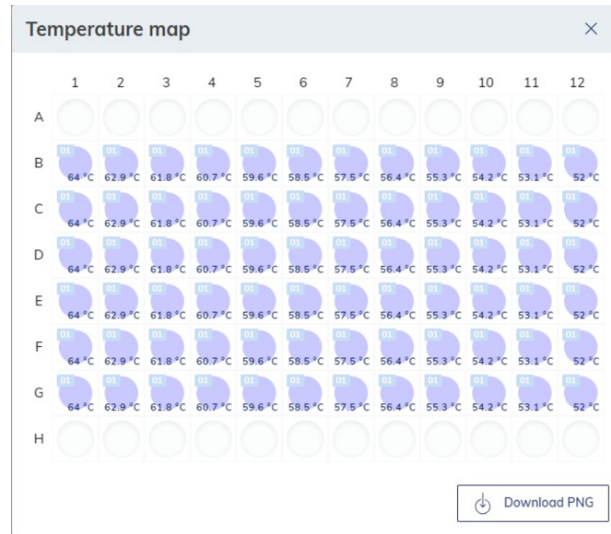 Temperature map
1 2 3 4 5 6 7 8 9 10 11 12
A
B 01 01 01 01 01 01 01 01 01 01 01 01
64 °C 62.9 °C 61.8 °C 60.7 °C 59.6 °C 58.5 °C 57.5 °C 56.4 °C 55.3 °C 54.2 °C 53.1 °C 52 °C
C 01 01 01 01 01 01 01 01 01 01 01 01
64 °C 62.9 °C 61.8 °C 60.7 °C 59.6 °C 58.5 °C 57.5 °C 56.4 °C 55.3 °C 54.2 °C 53.1 °C 52 °C
D 01 01 01 01 01 01 01 01 01 01 01 01
64 °C 62.9 °C 61.8 °C 60.7 °C 59.6 °C 58.5 °C 57.5 °C 56.4 °C 55.3 °C 54.2 °C 53.1 °C 52 °C
E 01 01 01 01 01 01 01 01 01 01 01 01
64 °C 62.9 °C 61.8 °C 60.7 °C 59.6 °C 58.5 °C 57.5 °C 56.4 °C 55.3 °C 54.2 °C 53.1 °C 52 °C
F 01 01 01 01 01 01 01 01 01 01 01 01
64 °C 62.9 °C 61.8 °C 60.7 °C 59.6 °C 58.5 °C 57.5 °C 56.4 °C 55.3 °C 54.2 °C 53.1 °C 52 °C
G 01 01 01 01 01 01 01 01 01 01 01 01
64 °C 62.9 °C 61.8 °C 60.7 °C 59.6 °C 58.5 °C 57.5 °C 56.4 °C 55.3 °C 54.2 °C 53.1 °C 52 °C
H
Download PNG